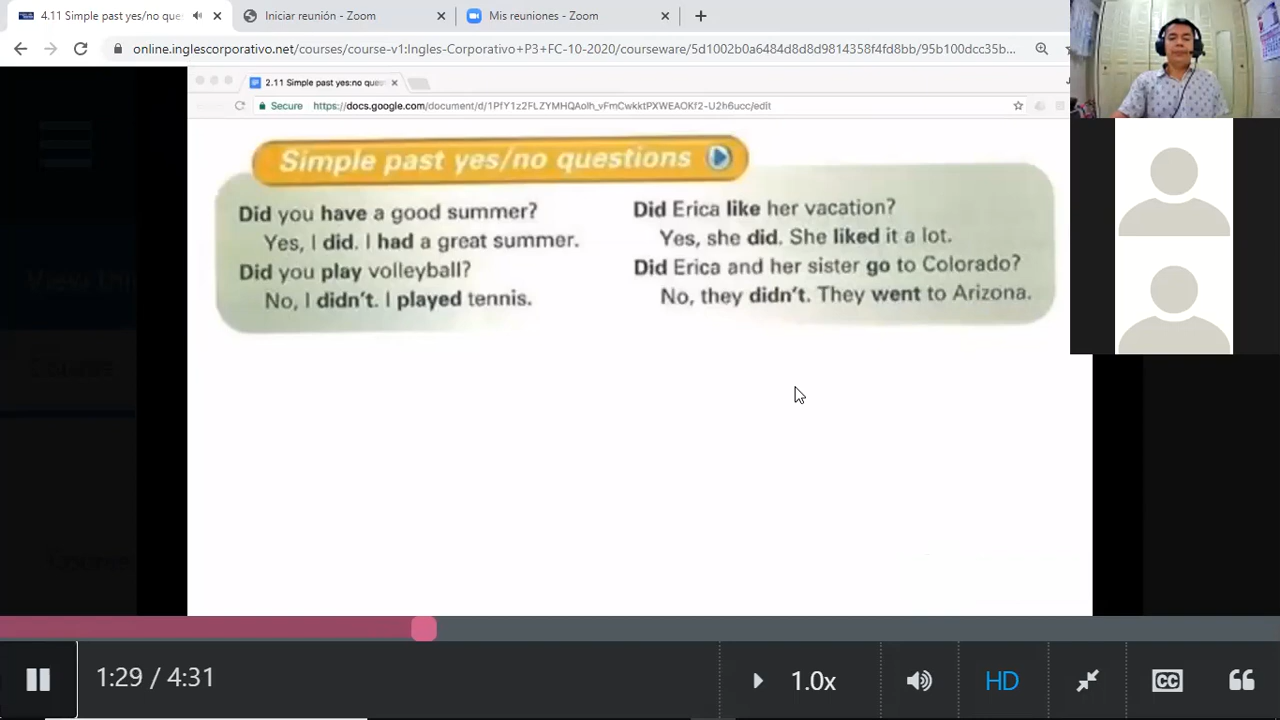 4.11 Simple past yes/no que
Iniciar reunión - Zoom
Mis reuniones - Zoom
online.inglescorporativo.net/courses/course-v1:Ingles-Corporativo+P3+FC-10-2020/courseware/5d1002b0a6484d8d8d9814358f4fd8bb/95b100dcc35b...
2.11 Simple past yes:no ques
Secure https://docs.google.com/document/d/1PfY1z2FLZYMHQAolh_vFmCwkktPXWEAOKf2-U2h6ucc/edit
Simple past yes/no questions
Did you have a good summer?
Yes, I did. I had a great summer.
Did you play volleyball?
No, I didn't. I played tennis.
Did Erica like her vacation?
Yes, she did. She liked it a lot.
Did Erica and her sister go to Colorado?
No, they didn't. They went to Arizona.
1:29 / 4:31
1.0x
HD
CC